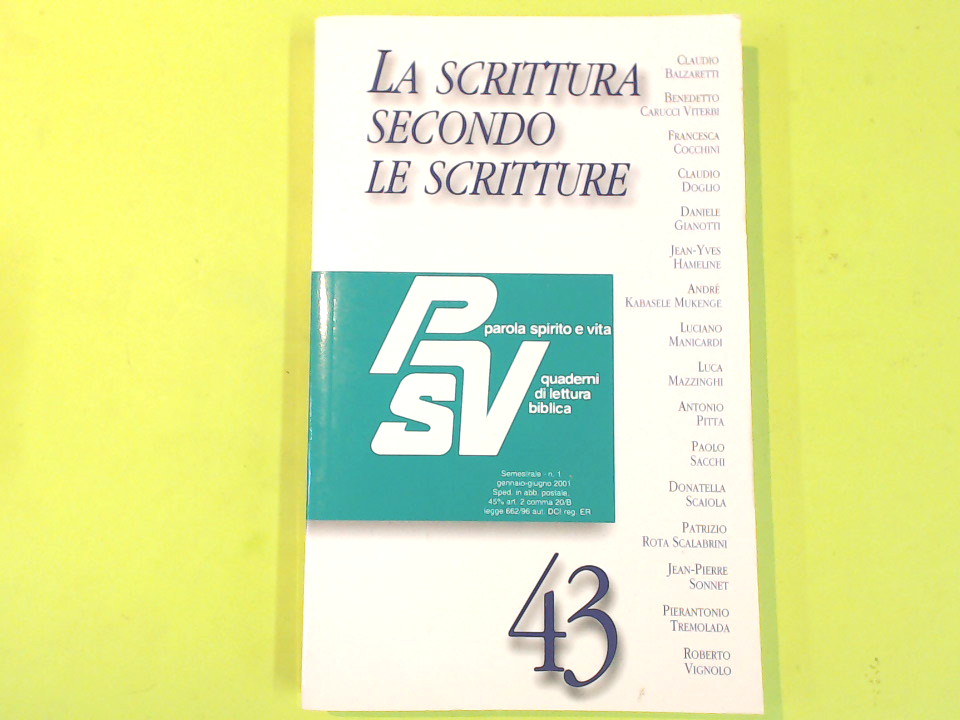 LA SCRITTURA
SECONDO
LE SCRITTURE
CLAUDIO
BALZARETTI
BENEDETTO
CARUCCI VITERBI
FRANCESCA
COCCHINI
CLAUDIO
DOGLIO
DANIELE
GIANOTTI
JEAN-YVES
HAMELINE
ANDRÉ
KABASELE MUKENGE
LUCIANO
MANICARDI
LUCA
MAZZINGHI
ANTONIO
PITTA
PAOLO
SACCHI
DONATELLA
SCAIOLA
PATRIZIO
ROTA SCALABRINI
JEAN-PIERRE
SONNET
PIERANTONIO
TREMOLADA
ROBERTO
VIGNOLO
PSV
parola spirito e vita
quaderni
di lettura
biblica
Semestrale - n. 1
gennaio-giugno 2001
Sped. in abb. postale.
45% art. 2 comma 20/B
legge 662/96 aut. DCI reg. ER
43